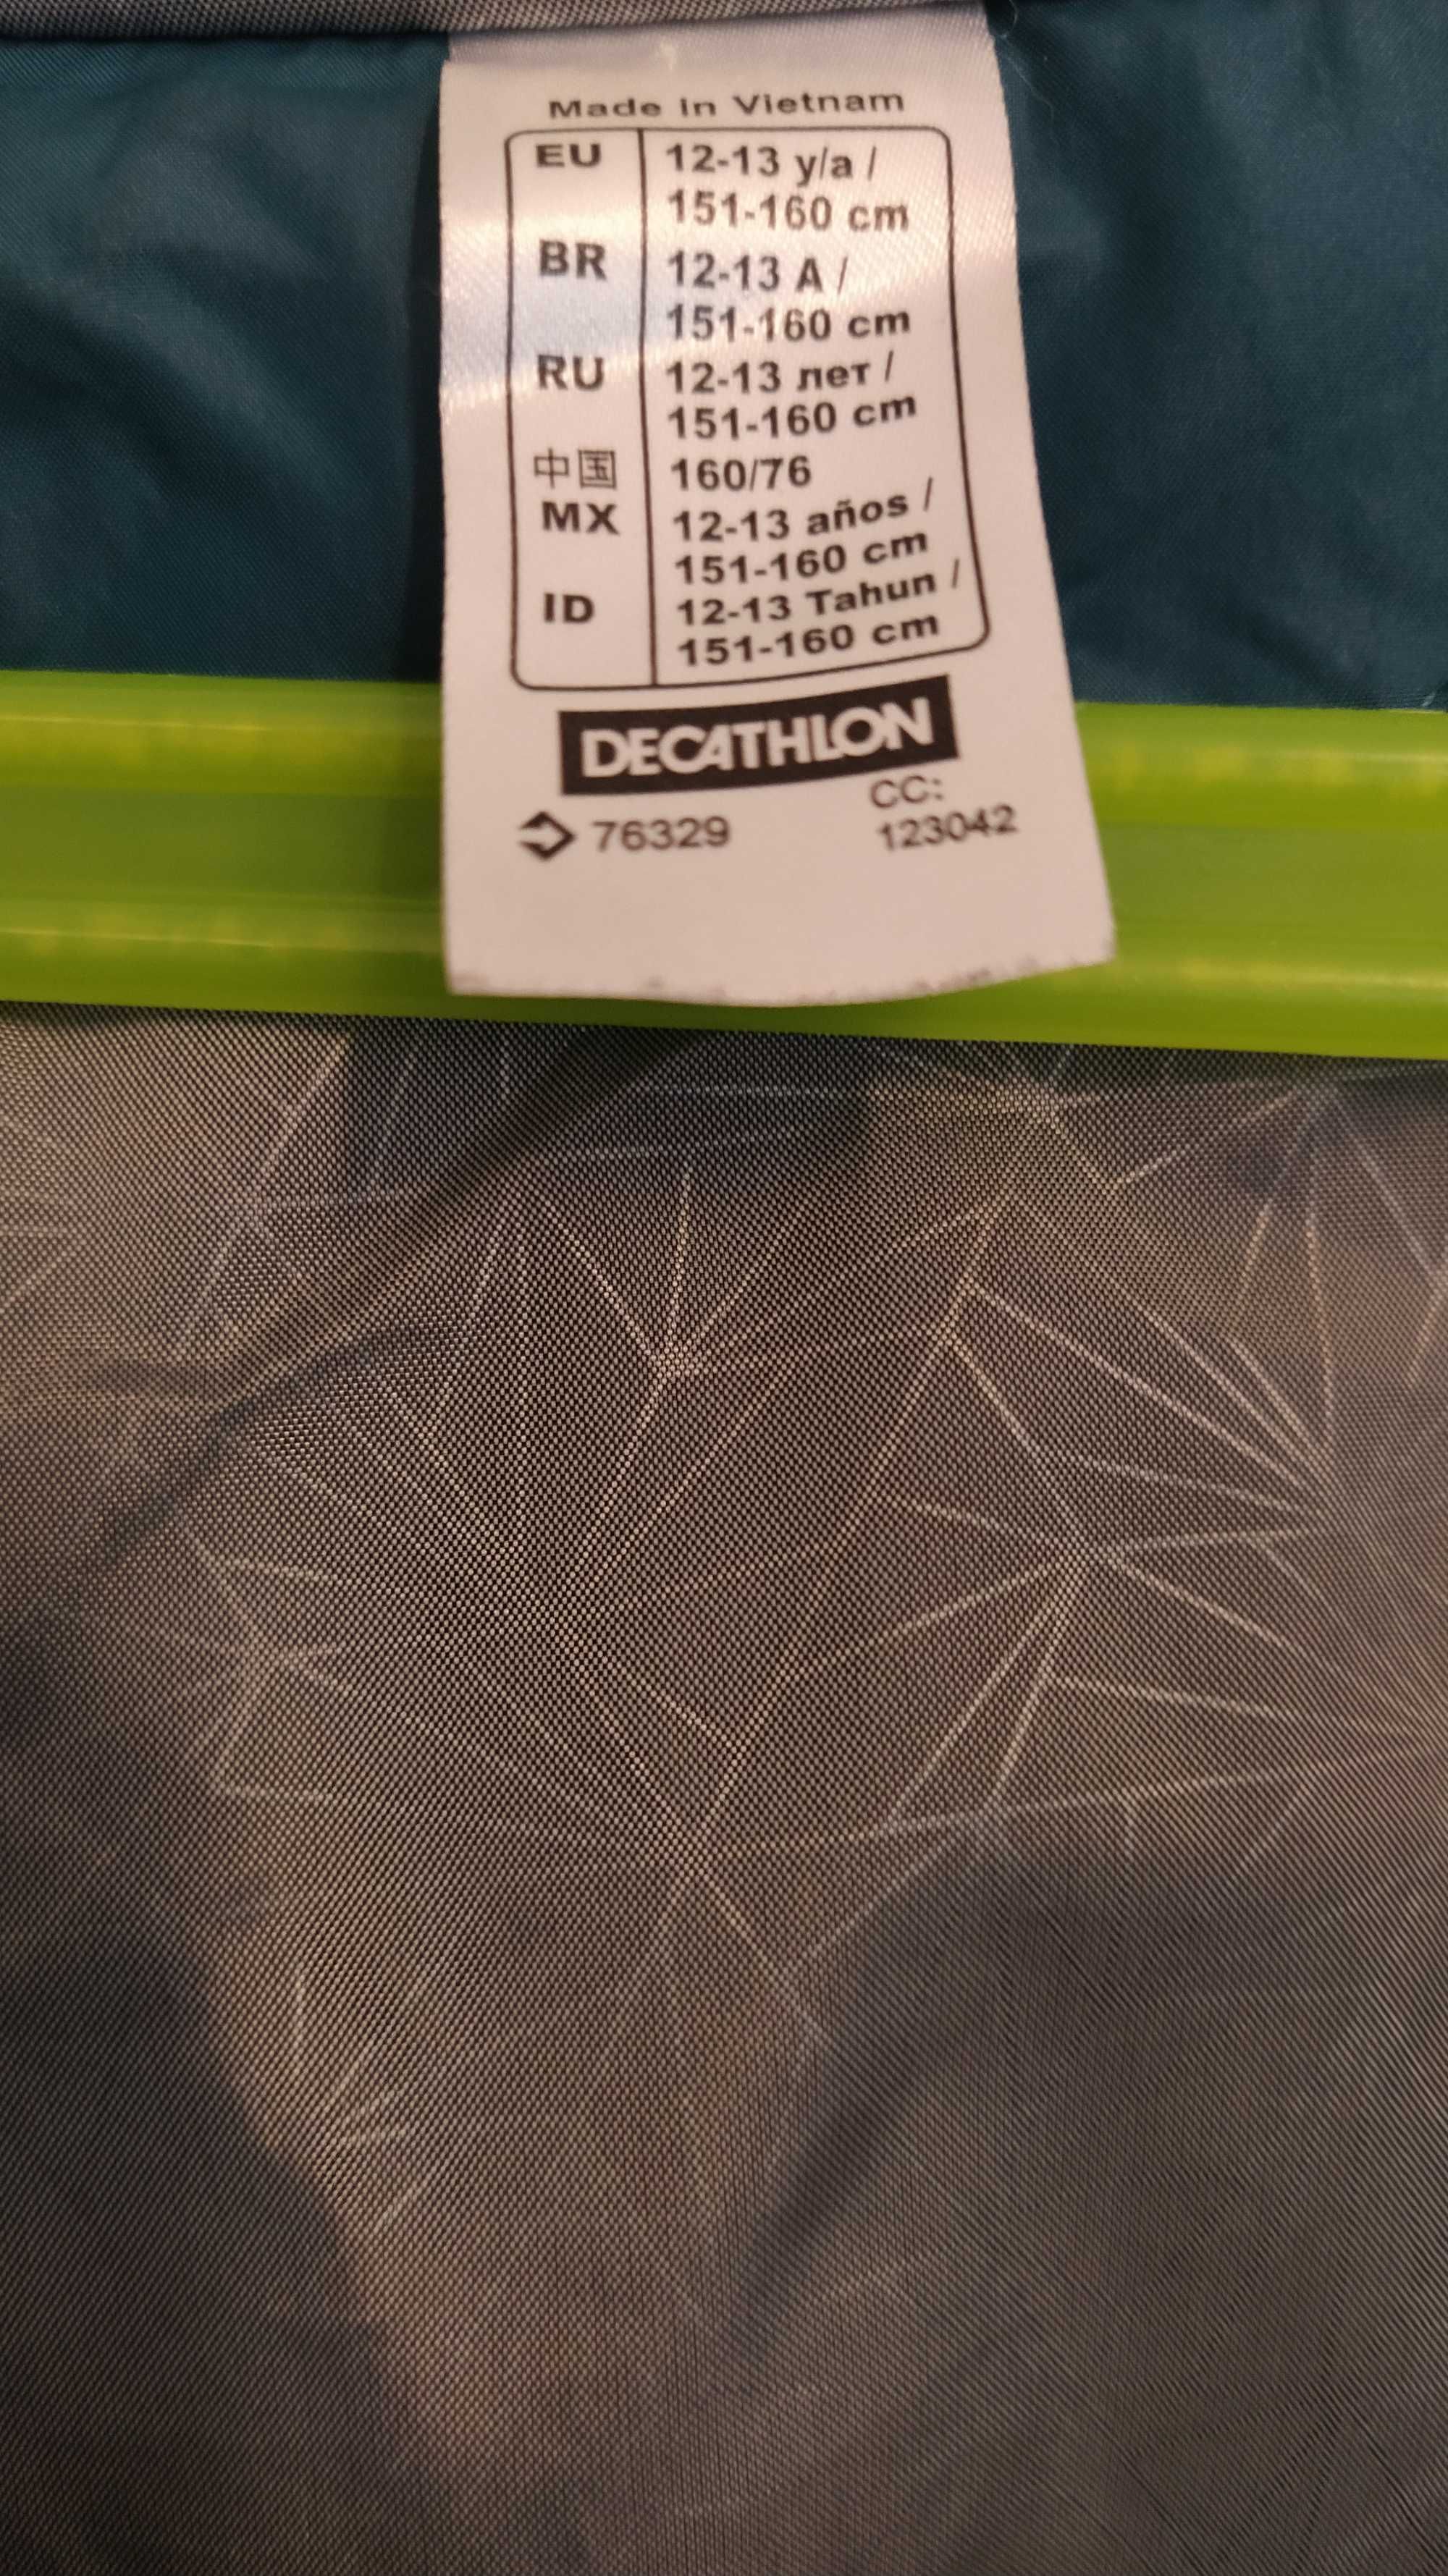 Made in Vietnam
EU 12-13 y/a /
151-160 cm
BR 12-13 A /
151-160 cm
RU 12-13 лет /
151-160 cm
中国 160/76
MX 12-13 años /
151-160 cm
ID 12-13 Tahun /
151-160 cm
DECATHLON
CC:
76329 123042